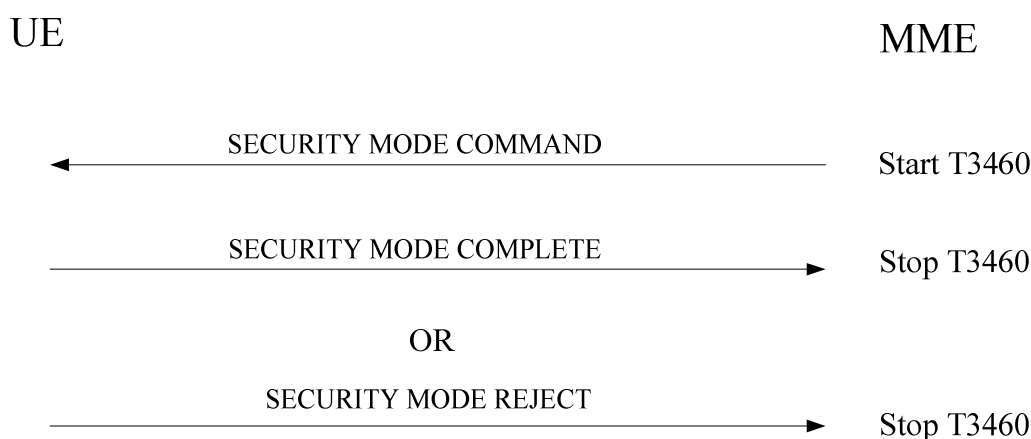 UE
MME
SECURITY MODE COMMAND
Start T3460
SECURITY MODE COMPLETE
Stop T3460
OR
SECURITY MODE REJECT
Stop T3460